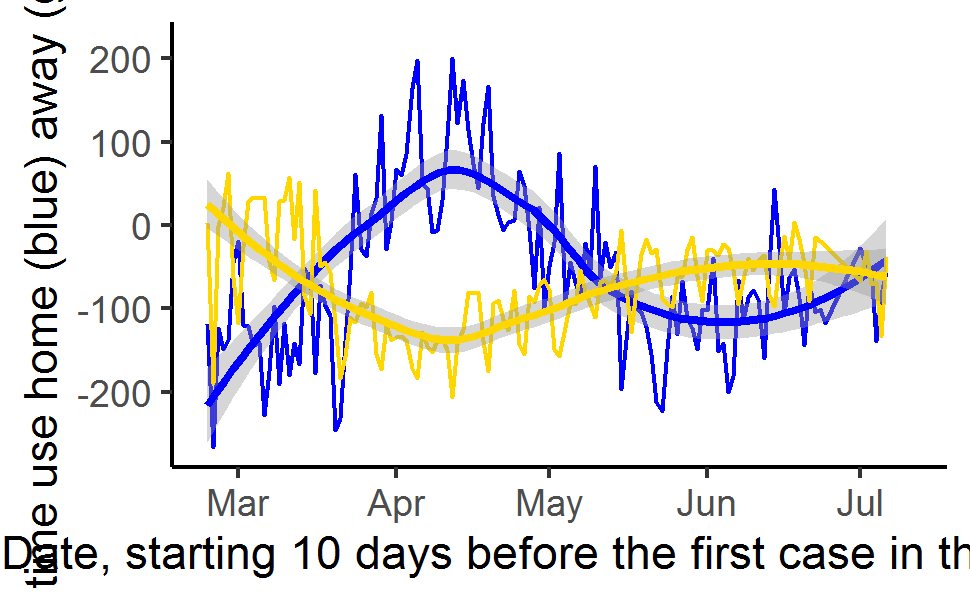 time use home (blue) away (
200
100
0
-100
-200
Mar Apr May Jun Jul
Date, starting 10 days before the first case in th